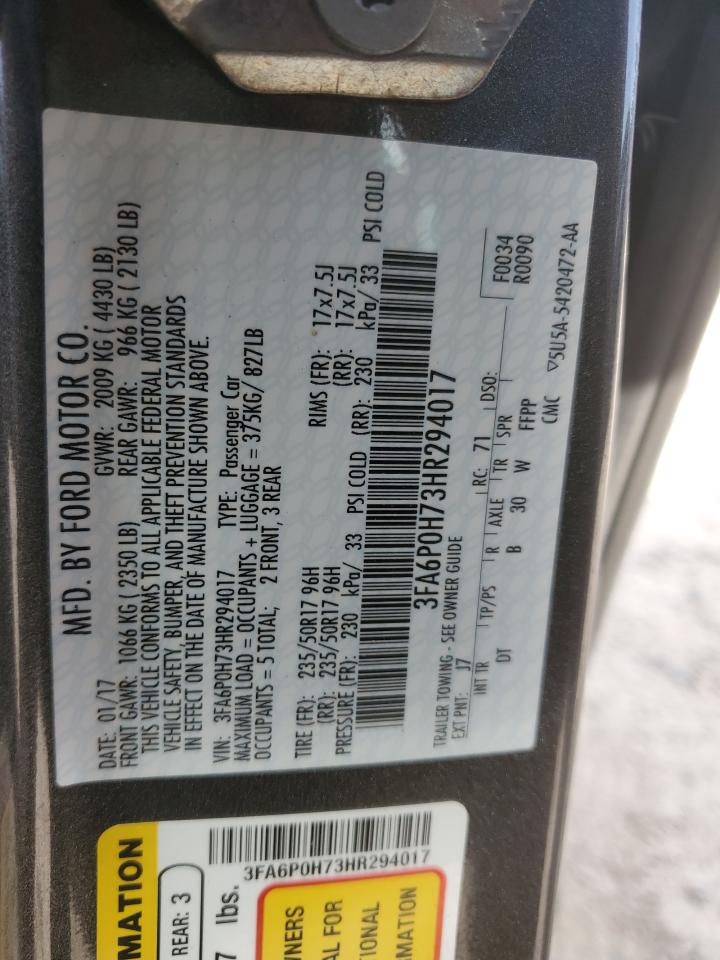 MFD. BY FORD MOTOR CO.
DATE: 01/17 GVWR: 2009 KG ( 4430 LB)
FRONT GAWR: 1066 KG ( 2350 LB) REAR GAWR: 966 KG ( 2130 LB)
THIS VEHICLE CONFORMS TO ALL APPLICABLE FEDERAL MOTOR
VEHICLE SAFETY, BUMPER, AND THEFT PREVENTION STANDARDS
IN EFFECT ON THE DATE OF MANUFACTURE SHOWN ABOVE.
VIN: 3FA6P0H73HR294017 TYPE: Passenger Car
MAXIMUM LOAD = OCCUPANTS + LUGGAGE = 375KG/ 827LB
OCCUPANTS = 5 TOTAL; 2 FRONT, 3 REAR
TIRE (FR): 235/50R17 96H RIMS (FR): 17x7.5J
(RR): 235/50R17 96H (RR): 17x7.5J
PRESSURE (FR): 230 kPa/ 33 PSI COLD (RR): 230 kPa/ 33 PSI COLD
3FA6P0H73HR294017
TRAILER TOWING - SEE OWNER GUIDE
EXT PNT: J7 RC: 71 DSO: F0034
R0090
INT TR TP/PS R AXLE TR SPR
DT B 30 W FFPP
CMC ▽5U5A-5420472-AA
RMATION
REAR: 3
7 lbs.
3FA6P0H73HR294017
WNERS
AL FOR
TIONAL
MATION